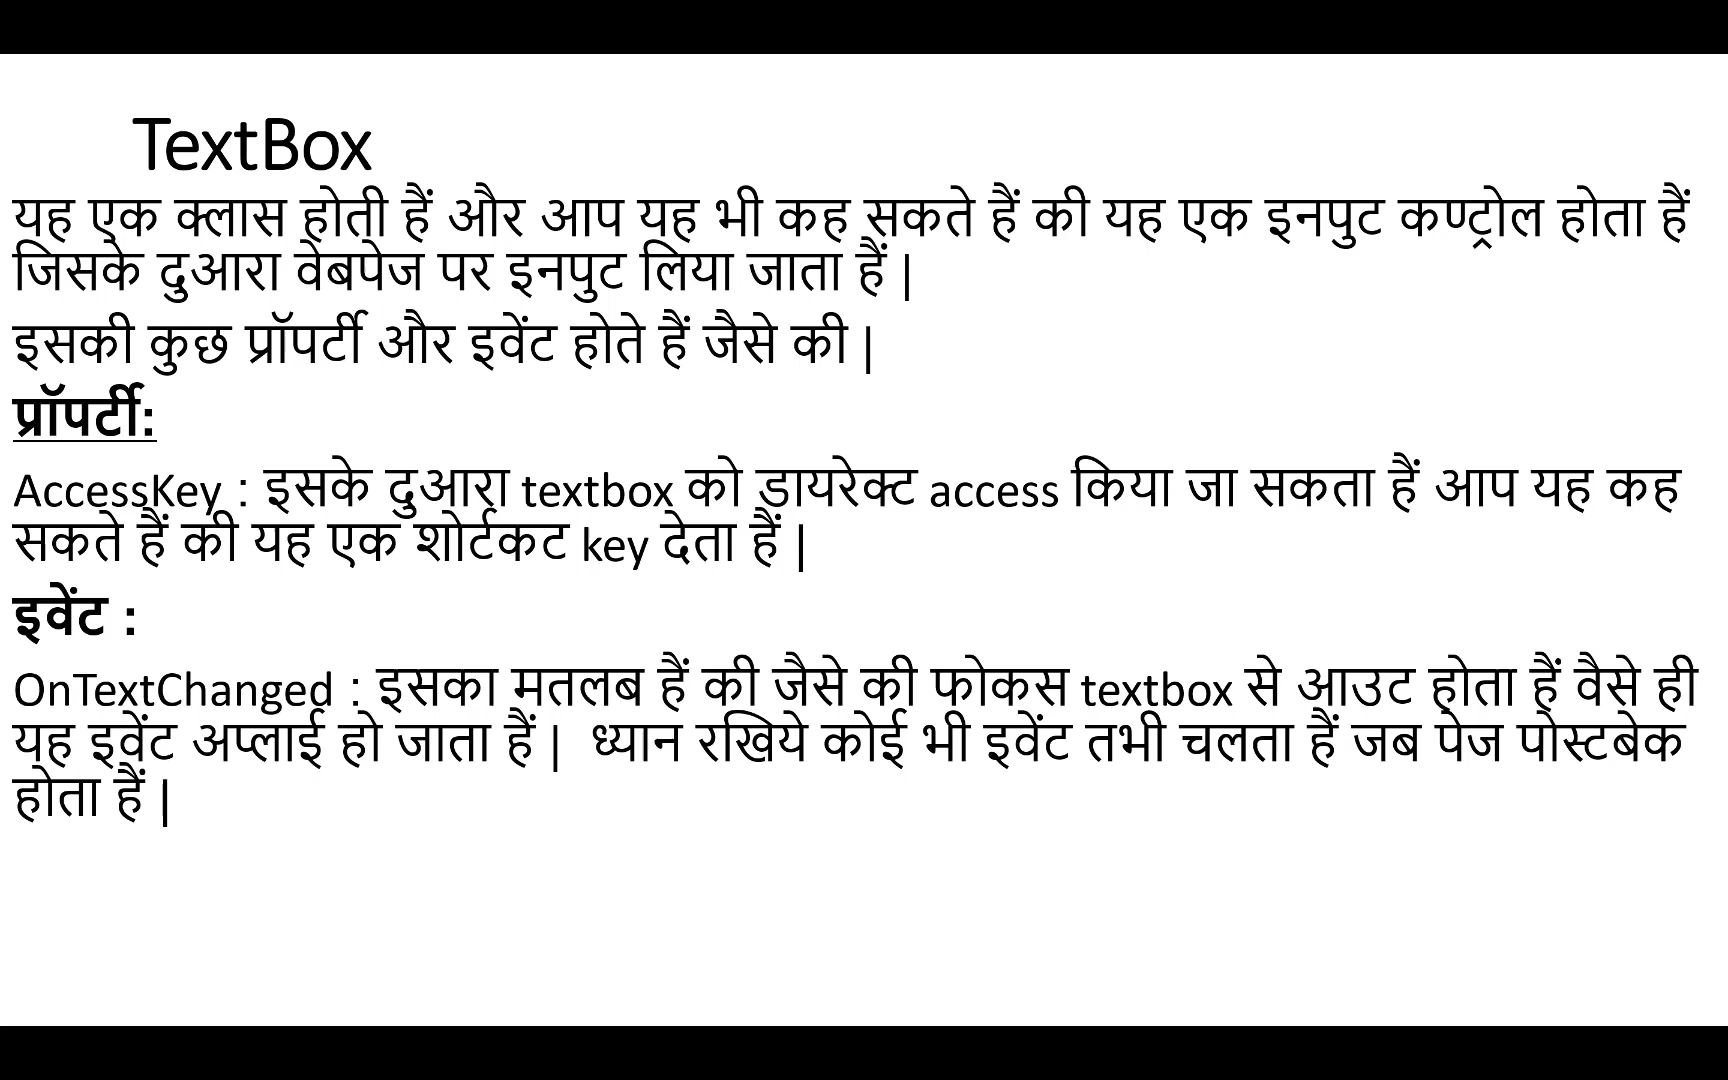 TextBox
यह एक क्लास होती हैं और आप यह भी कह सकते हैं की यह एक इनपुट कण्ट्रोल होता हैं
जिसके दुआरा वेबपेज पर इनपुट लिया जाता हैं |
इसकी कुछ प्रॉपर्टी और इवेंट होते हैं जैसे की |
प्रॉपर्टी:
AccessKey : इसके दुआरा textbox को डायरेक्ट access किया जा सकता हैं आप यह कह
सकते हैं की यह एक शोर्टकट key देता हैं |
इवेंट :
OnTextChanged : इसका मतलब हैं की जैसे की फोकस textbox से आउट होता हैं वैसे ही
यह इवेंट अप्लाई हो जाता हैं | ध्यान रखिये कोई भी इवेंट तभी चलता हैं जब पेज पोस्टबेक
होता हैं |